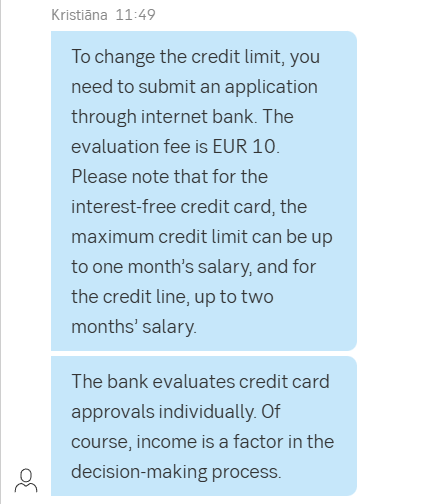 Kristiāna 11:49
To change the credit limit, you
need to submit an application
through internet bank. The
evaluation fee is EUR 10.
Please note that for the
interest-free credit card, the
maximum credit limit can be up
to one month’s salary, and for
the credit line, up to two
months’ salary.
The bank evaluates credit card
approvals individually. Of
course, income is a factor in the
decision-making process.